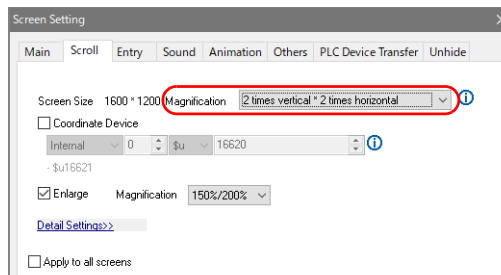 Screen Setting
Main Scroll Entry Sound Animation Others PLC Device Transfer Unhide
Screen Size 1600 * 1200 Magnification 2 times vertical * 2 times horizontal
Coordinate Device
Internal 0 $u 16620
- $u16621
Enlarge Magnification 150%/200%
Detail Settings>>
Apply to all screens